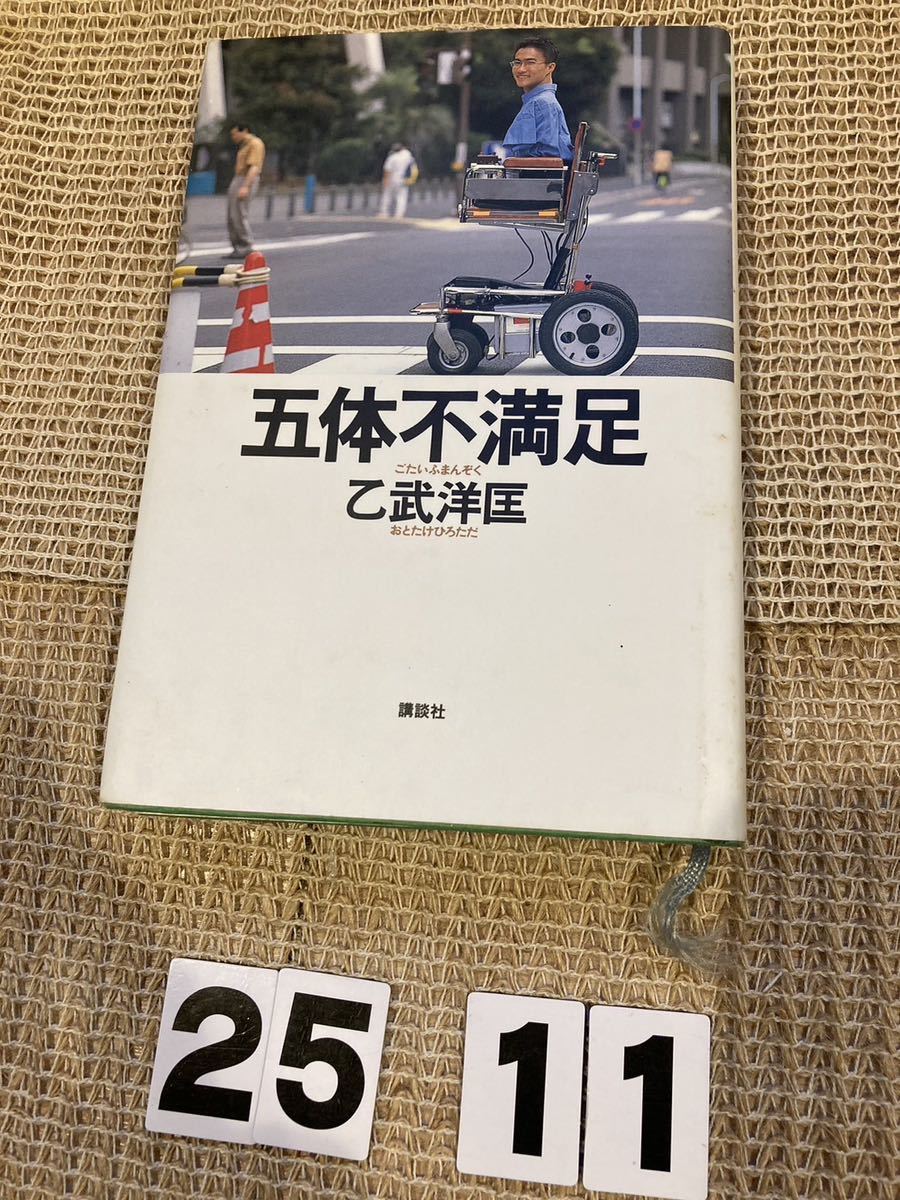 五体不満足
ごたいふまんぞく
乙武洋匡
おとたけひろただ
講談社
25 11